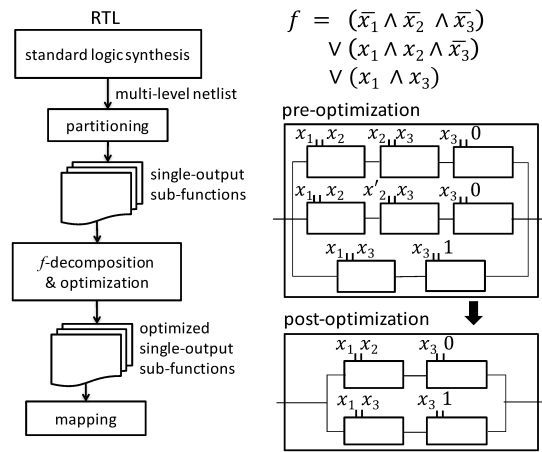 RTL
standard logic synthesis
multi-level netlist
partitioning
single-output
sub-functions
f-decomposition
& optimization
optimized
single-output
sub-functions
mapping
f = (x̅₁ ∧ x̅₂ ∧ x̅₃)
∨ (x₁ ∧ x₂ ∧ x̅₃)
∨ (x₁ ∧ x₃)
pre-optimization
x₁ x₂ x₂ x₃ x₃ 0
x₁ x₂ x'₂ x₃ x₃ 0
x₁ x₃ x₃ 1
post-optimization
x₁ x₂ x₃ 0
x₁ x₃ x₃ 1